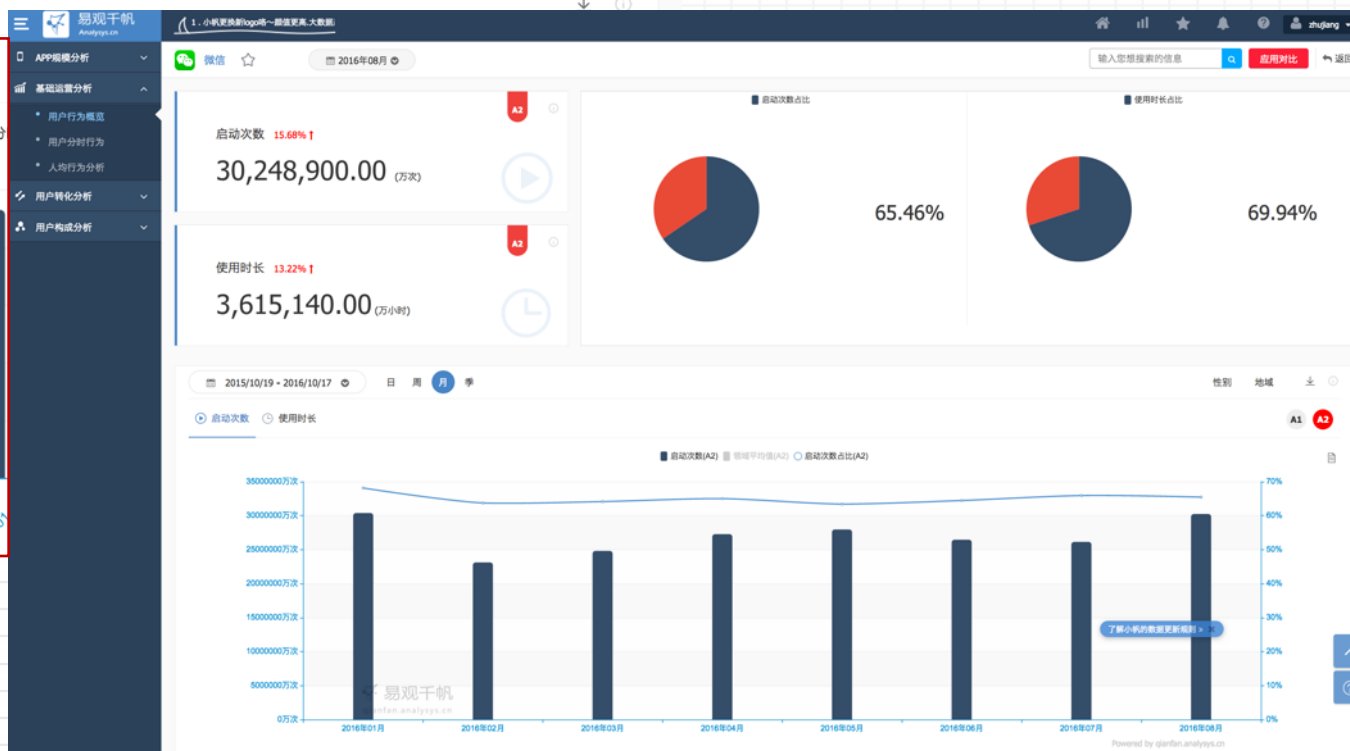 易观千帆
Analysys.cn
1．小帆更换新logo咯～颜值更高.大数据
zhujiang
APP规模分析
基础运营分析
用户行为概览
用户分时行为
人均行为分析
用户转化分析
用户构成分析
分
微信
2016年08月
输入您想搜索的信息
应用对比
返回
A2
启动次数 15.68%↑
30,248,900.00 (万次)
A2
使用时长 13.22%↑
3,615,140.00 (万小时)
启动次数占比
65.46%
使用时长占比
69.94%
2015/10/19 - 2016/10/17
日 周 月 季
性别 地域
启动次数 使用时长
A1 A2
启动次数(A2) 领域平均值(A2) 启动次数占比(A2)
35000000万次
30000000万次
25000000万次
20000000万次
15000000万次
10000000万次
5000000万次
0万次
70%
60%
50%
40%
30%
20%
10%
0%
了解小帆的数据更新规则 » ×
易观千帆
qianfan.analysys.cn
2016年01月 2016年02月 2016年03月 2016年04月 2016年05月 2016年06月 2016年07月 2016年08月
Powered by qianfan.analysys.cn